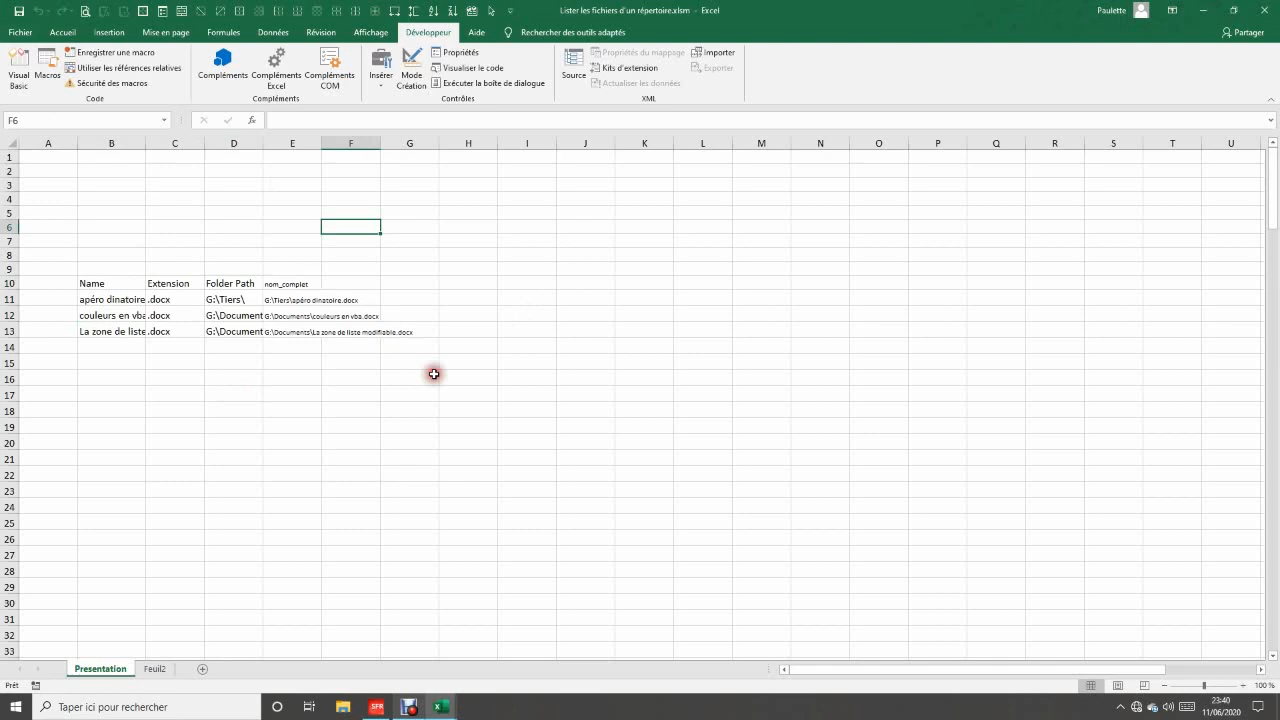 Lister les fichiers d'un répertoire.xlsm - Excel
Paulette
Fichier Accueil Insertion Mise en page Formules Données Révision Affichage Développeur Aide Rechercher des outils adaptés Partager
Visual Basic
Macros
Enregistrer une macro
Utiliser les références relatives
Sécurité des macros
Code
Compléments
Compléments Excel
Compléments COM
Compléments
Insérer
Mode Création
Propriétés
Visualiser le code
Exécuter la boîte de dialogue
Contrôles
Source
Propriétés du mappage
Kits d'extension
Actualiser les données
Importer
Exporter
XML
F6 fx
A B C D E F G H I J K L M N O P Q R S T U
1
2
3
4
5
6
7
8
9
10 Name Extension Folder Path nom_complet
11 apéro dinatoire .docx G:\Tiers\ G:\Tiers\apéro dinatoire.docx
12 couleurs en vba .docx G:\Document G:\Documents\couleurs en vba.docx
13 La zone de liste .docx G:\Document G:\Documents\La zone de liste modifiable.docx
14
15
16
17
18
19
20
21
22
23
24
25
26
27
28
29
30
31
32
33
Presentation Feuil2
Prêt 100 %
Taper ici pour rechercher
SFR
23:40
11/06/2020